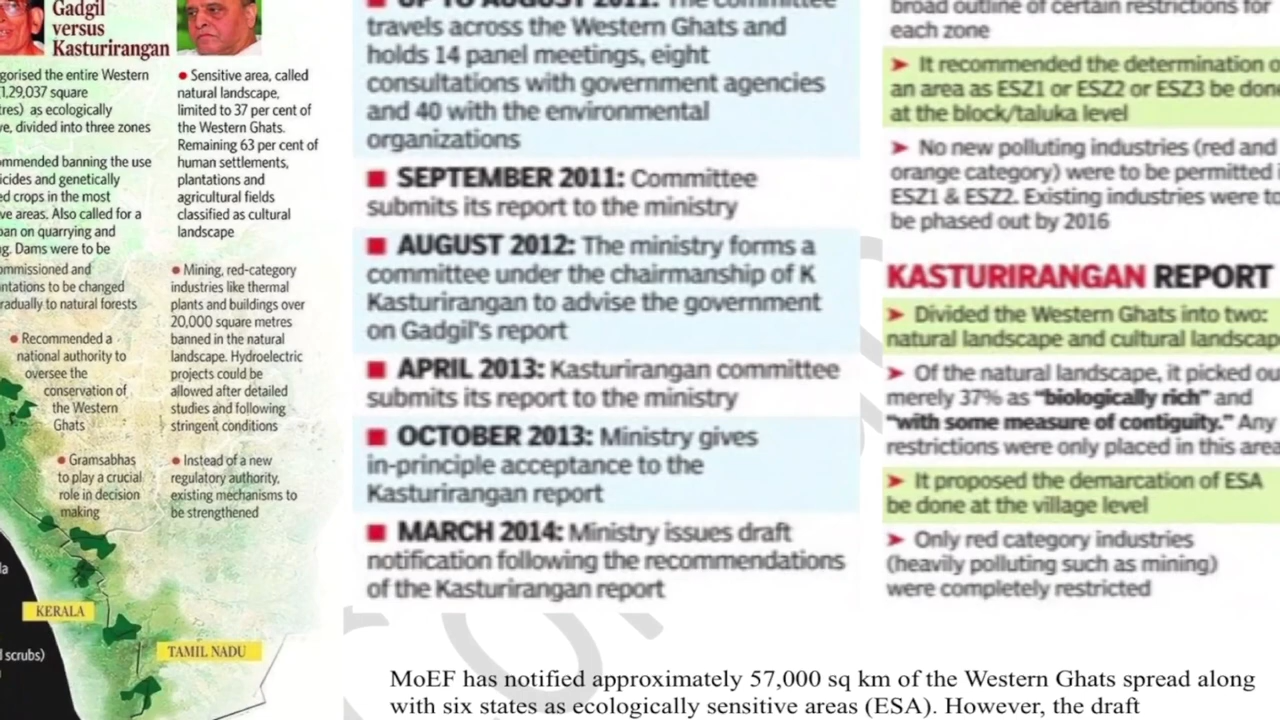 Gadgil
versus
Kasturirangan
gorised the entire Western
1,29,037 square
tres) as ecologically
ve, divided into three zones
ommended banning the use
icides and genetically
ed crops in the most
ve areas. Also called for a
ban on quarrying and
ng. Dams were to be
ommissioned and
ntations to be changed
radually to natural forests
• Recommended a
national authority to
oversee the
conservation of
the Western
Ghats
• Gramsabhas
to play a crucial
role in decision
making
• Sensitive area, called
natural landscape,
limited to 37 per cent of
the Western Ghats.
Remaining 63 per cent of
human settlements,
plantations and
agricultural fields
classified as cultural
landscape
• Mining, red-category
industries like thermal
plants and buildings over
20,000 square metres
banned in the natural
landscape. Hydroelectric
projects could be
allowed after detailed
studies and following
stringent conditions
• Instead of a new
regulatory authority,
existing mechanisms to
be strengthened
la
KERALA
scrubs)
TAMIL NADU
■ UP TO AUGUST 2011: The committee
travels across the Western Ghats and
holds 14 panel meetings, eight
consultations with government agencies
and 40 with the environmental
organizations
■ SEPTEMBER 2011: Committee
submits its report to the ministry
■ AUGUST 2012: The ministry forms a
committee under the chairmanship of K
Kasturirangan to advise the government
on Gadgil's report
■ APRIL 2013: Kasturirangan committee
submits its report to the ministry
■ OCTOBER 2013: Ministry gives
in-principle acceptance to the
Kasturirangan report
■ MARCH 2014: Ministry issues draft
notification following the recommendations
of the Kasturirangan report
broad outline of certain restrictions for
each zone
➤ It recommended the determination o
an area as ESZ1 or ESZ2 or ESZ3 be done
at the block/taluka level
➤ No new polluting industries (red and
orange category) were to be permitted i
ESZ1 & ESZ2. Existing industries were to
be phased out by 2016
KASTURIRANGAN REPORT
➤ Divided the Western Ghats into two:
natural landscape and cultural landscap
➤ Of the natural landscape, it picked ou
merely 37% as "biologically rich" and
"with some measure of contiguity." Any
restrictions were only placed in this area
➤ It proposed the demarcation of ESA
be done at the village level
➤ Only red category industries
(heavily polluting such as mining)
were completely restricted
MoEF has notified approximately 57,000 sq km of the Western Ghats spread along
with six states as ecologically sensitive areas (ESA). However, the draft